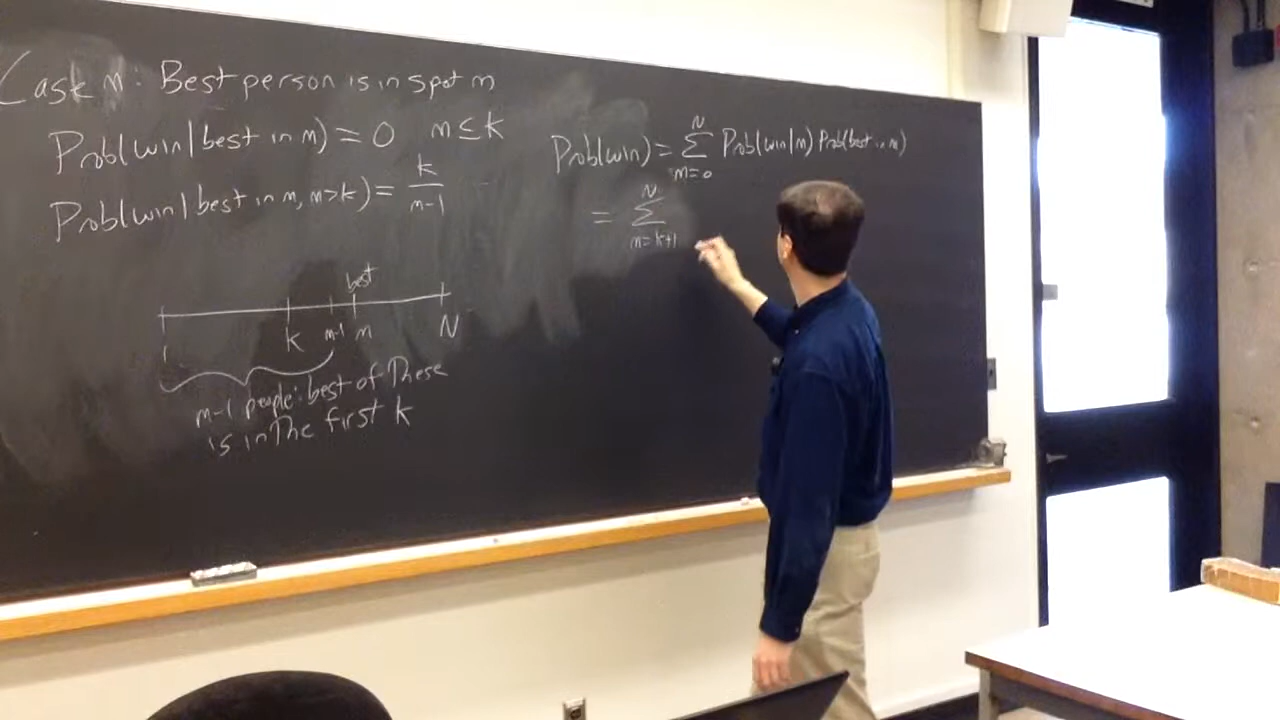 Case m: Best person is in spot m
Prob(win | best in m) = 0 m ≤ k
Prob(win | best in m, m>k) = k/(m-1)
best
1 k m-1 m N
m-1 people: best of these
is in the first k
Prob(win) = Σ_{m=0}^{N} Prob(win|m) Prob(best in m)
= Σ_{m=k+1}^{N}